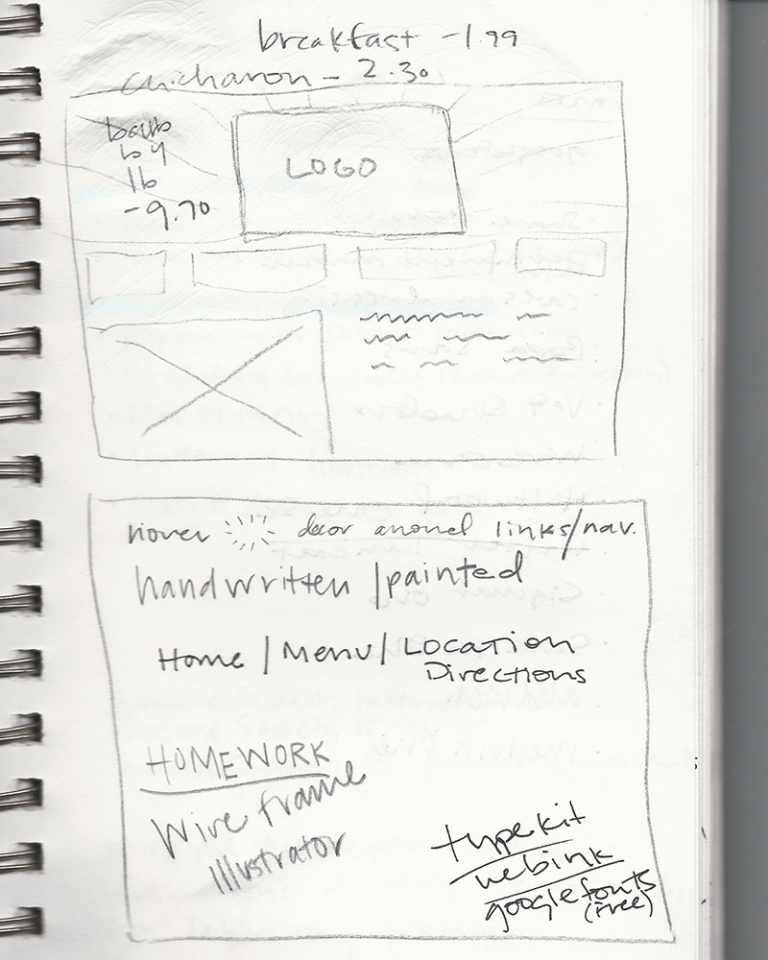 breakfast -1.99
chicharon - 2.30
by
lb
-9.70
LOGO
hover decor around links/nav.
handwritten/painted
Home / Menu / Location
Directions
HOMEWORK
Wire frame
Illustrator
typekit
webink
googlefonts
(Free)